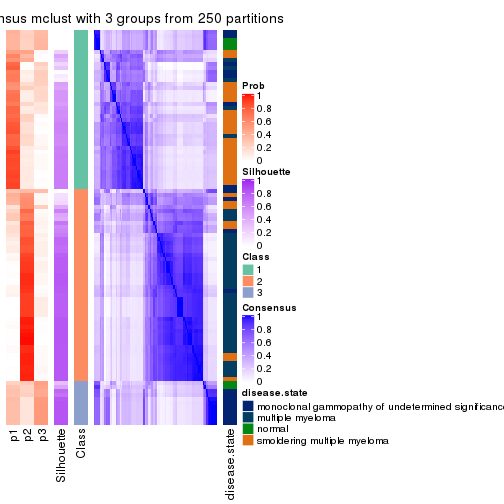 nsus mclust with 3 groups from 250 partitions
Prob
1
0.8
0.6
0.4
0.2
0
Silhouette
1
0.8
0.6
0.4
0.2
0
Class
1
2
3
Consensus
1
0.8
0.6
0.4
0.2
0
disease.state
monoclonal gammopathy of undetermined significance
multiple myeloma
normal
smoldering multiple myeloma
p1
p2
p3
Silhouette
Class
disease.state